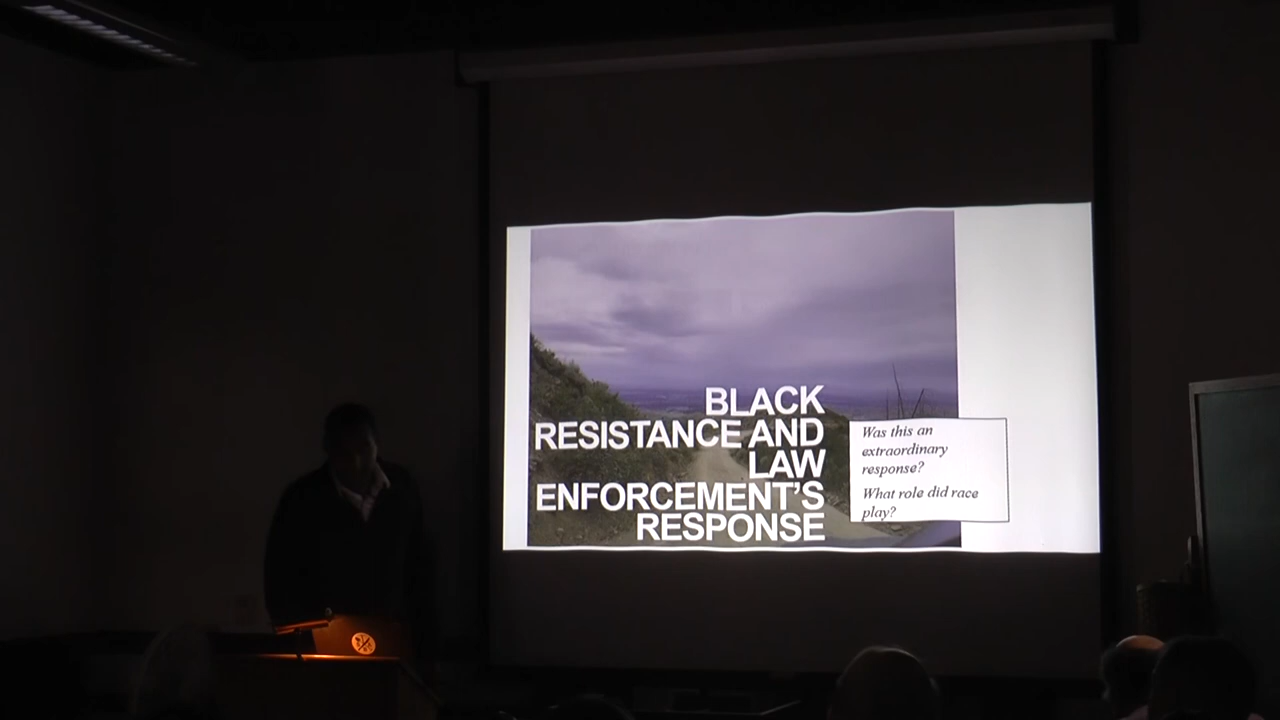 BLACK
RESISTANCE AND
LAW
ENFORCEMENT'S
RESPONSE
Was this an
extraordinary
response?
What role did race
play?